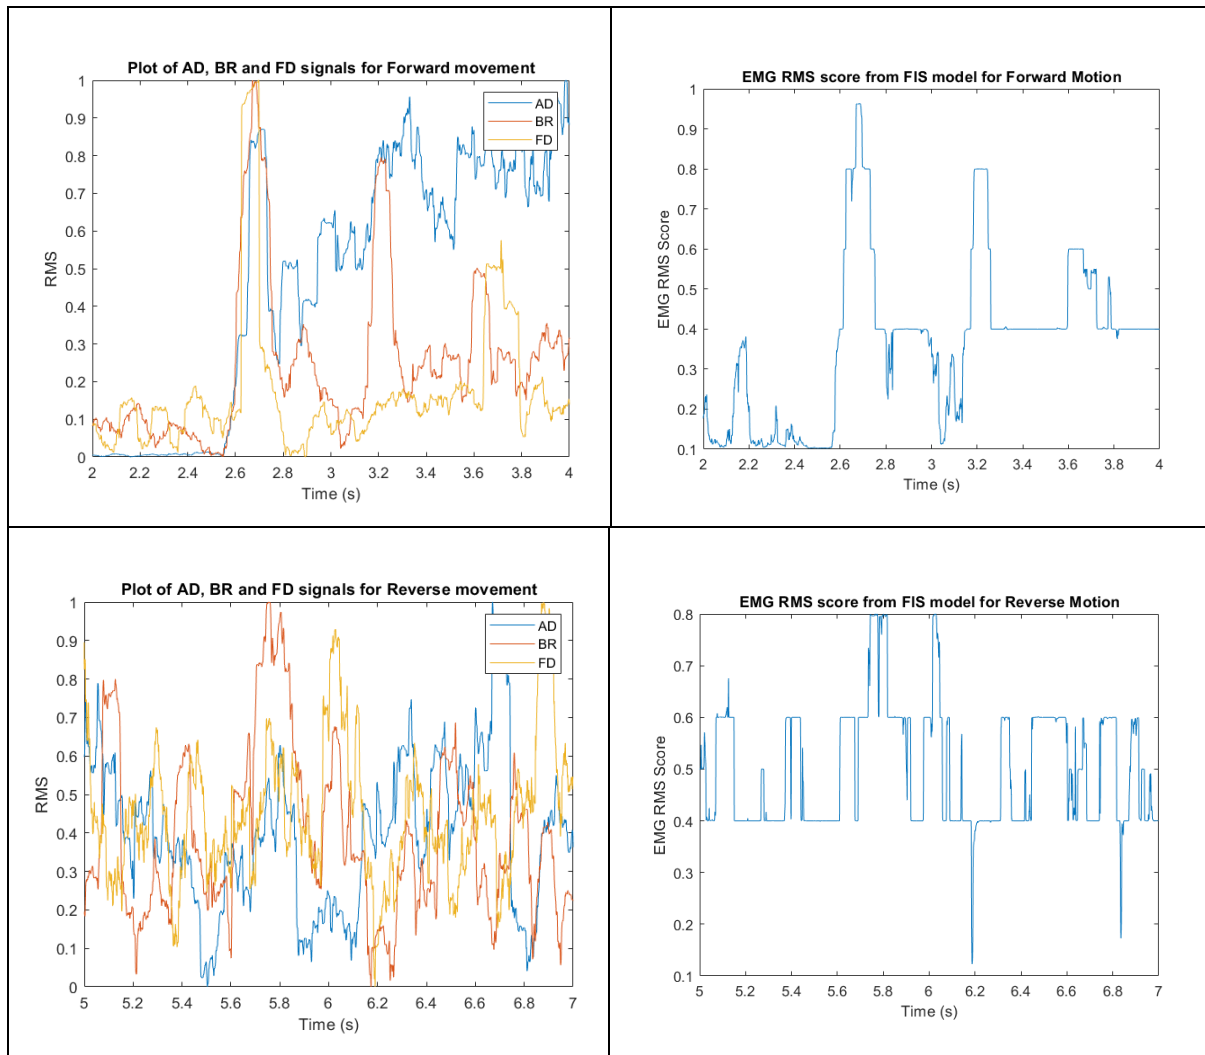 Plot of AD, BR and FD signals for Forward movement
1
0.9
0.8
0.7
0.6
0.5
0.4
0.3
0.2
0.1
0
RMS
AD
BR
FD
2 2.2 2.4 2.6 2.8 3 3.2 3.4 3.6 3.8 4
Time (s)
EMG RMS score from FIS model for Forward Motion
1
0.9
0.8
0.7
0.6
0.5
0.4
0.3
0.2
0.1
EMG RMS Score
2 2.2 2.4 2.6 2.8 3 3.2 3.4 3.6 3.8 4
Time (s)
Plot of AD, BR and FD signals for Reverse movement
1
0.9
0.8
0.7
0.6
0.5
0.4
0.3
0.2
0.1
0
RMS
AD
BR
FD
5 5.2 5.4 5.6 5.8 6 6.2 6.4 6.6 6.8 7
Time (s)
EMG RMS score from FIS model for Reverse Motion
0.8
0.7
0.6
0.5
0.4
0.3
0.2
0.1
EMG RMS Score
5 5.2 5.4 5.6 5.8 6 6.2 6.4 6.6 6.8 7
Time (s)